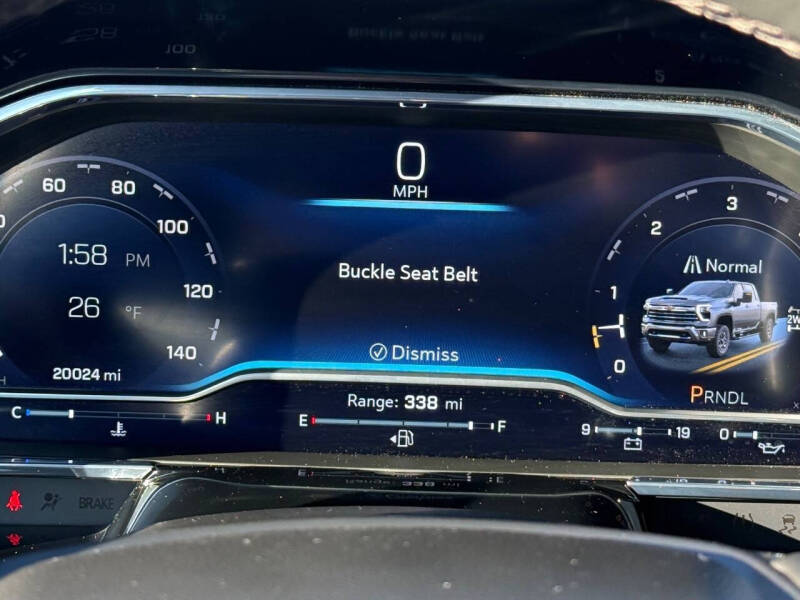 0
MPH
60
80
100
120
140
1:58 PM
26 °F
20024 mi
Buckle Seat Belt
Dismiss
3
2
1
0
Normal
PRNDL
C H
Range: 338 mi
E F
9 19
0
BRAKE